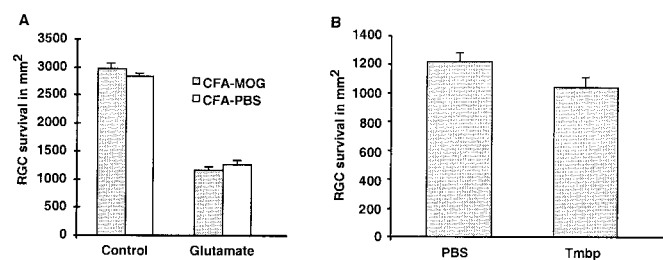 A
RGC survival in mm2
3500
3000
2500
2000
1500
1000
500
0
CFA-MOG
CFA-PBS
Control
Glutamate
B
RGC survival in mm2
1400
1200
1000
800
600
400
200
0
PBS
Tmbp